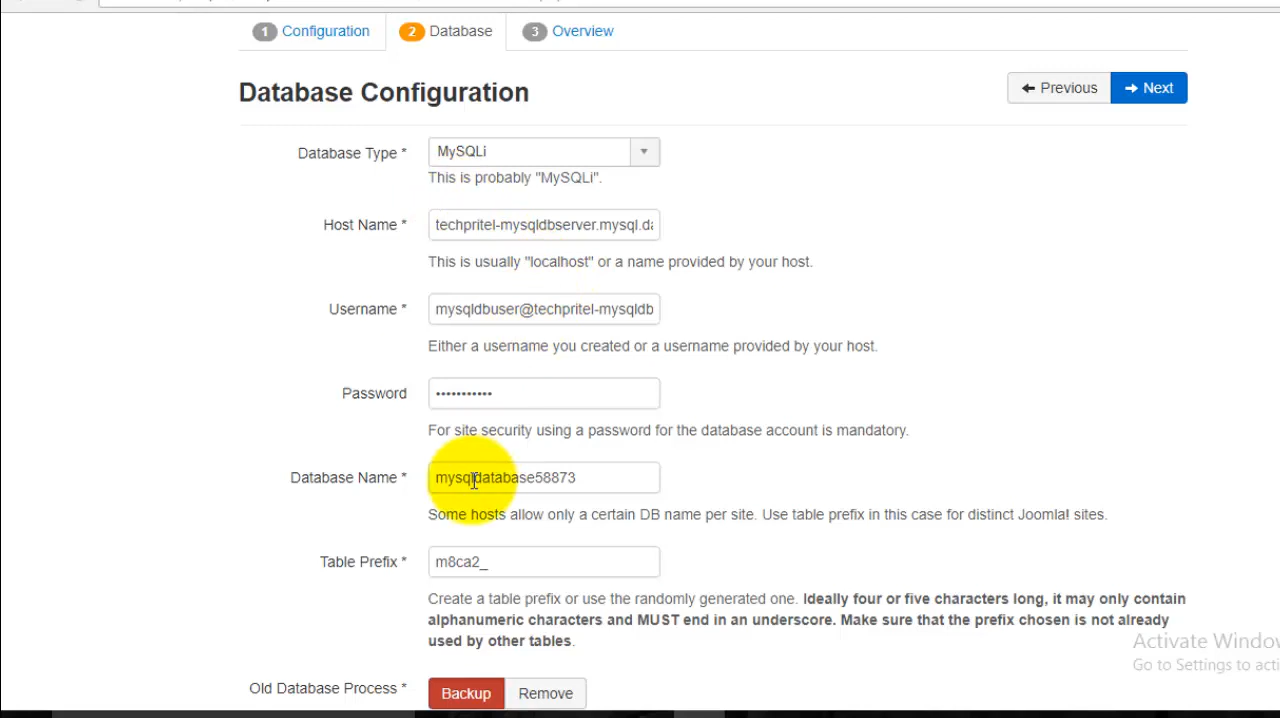 1 Configuration 2 Database 3 Overview
Database Configuration
Previous Next
Database Type * MySQLi
This is probably "MySQLi".
Host Name * techpritel-mysqldbserver.mysql.da
This is usually "localhost" or a name provided by your host.
Username * mysqldbuser@techpritel-mysqldb
Either a username you created or a username provided by your host.
Password •••••••••••
For site security using a password for the database account is mandatory.
Database Name * mysqldatabase58873
Some hosts allow only a certain DB name per site. Use table prefix in this case for distinct Joomla! sites.
Table Prefix * m8ca2_
Create a table prefix or use the randomly generated one. Ideally four or five characters long, it may only contain
alphanumeric characters and MUST end in an underscore. Make sure that the prefix chosen is not already
used by other tables.
Activate Window
Go to Settings to acti
Old Database Process * Backup Remove